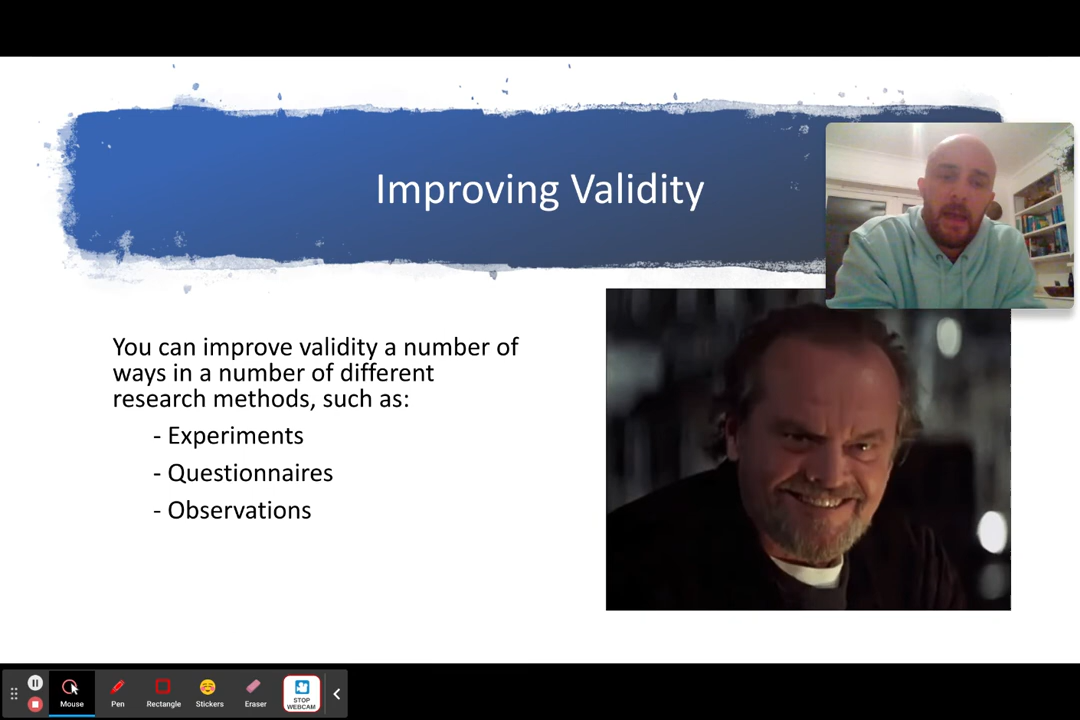 Improving Validity
You can improve validity a number of
ways in a number of different
research methods, such as:
- Experiments
- Questionnaires
- Observations
Mouse
Pen
Rectangle
Stickers
Eraser
STOP
WEBCAM